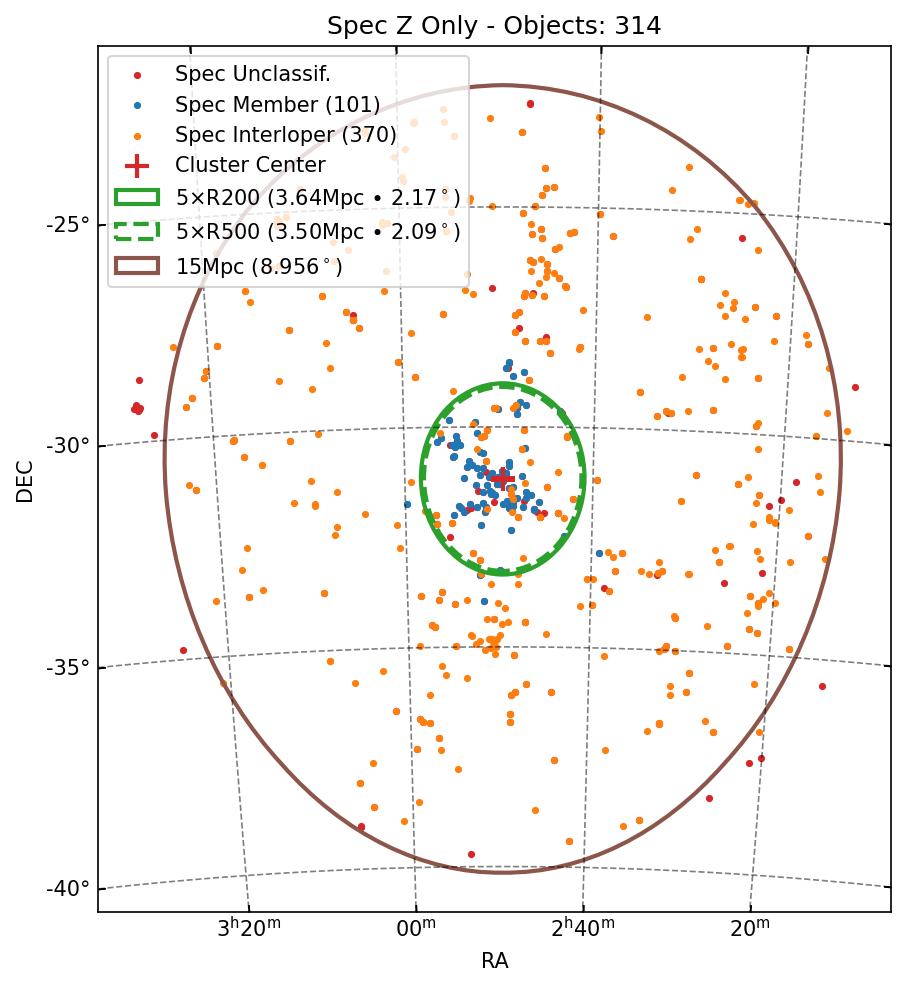 Spec Z Only - Objects: 314
Spec Unclassif.
Spec Member (101)
Spec Interloper (370)
Cluster Center
5×R200 (3.64Mpc • 2.17°)
5×R500 (3.50Mpc • 2.09°)
15Mpc (8.956°)
-25°
-30°
-35°
-40°
DEC
3ʰ20ᵐ 00ᵐ 2ʰ40ᵐ 20ᵐ
RA